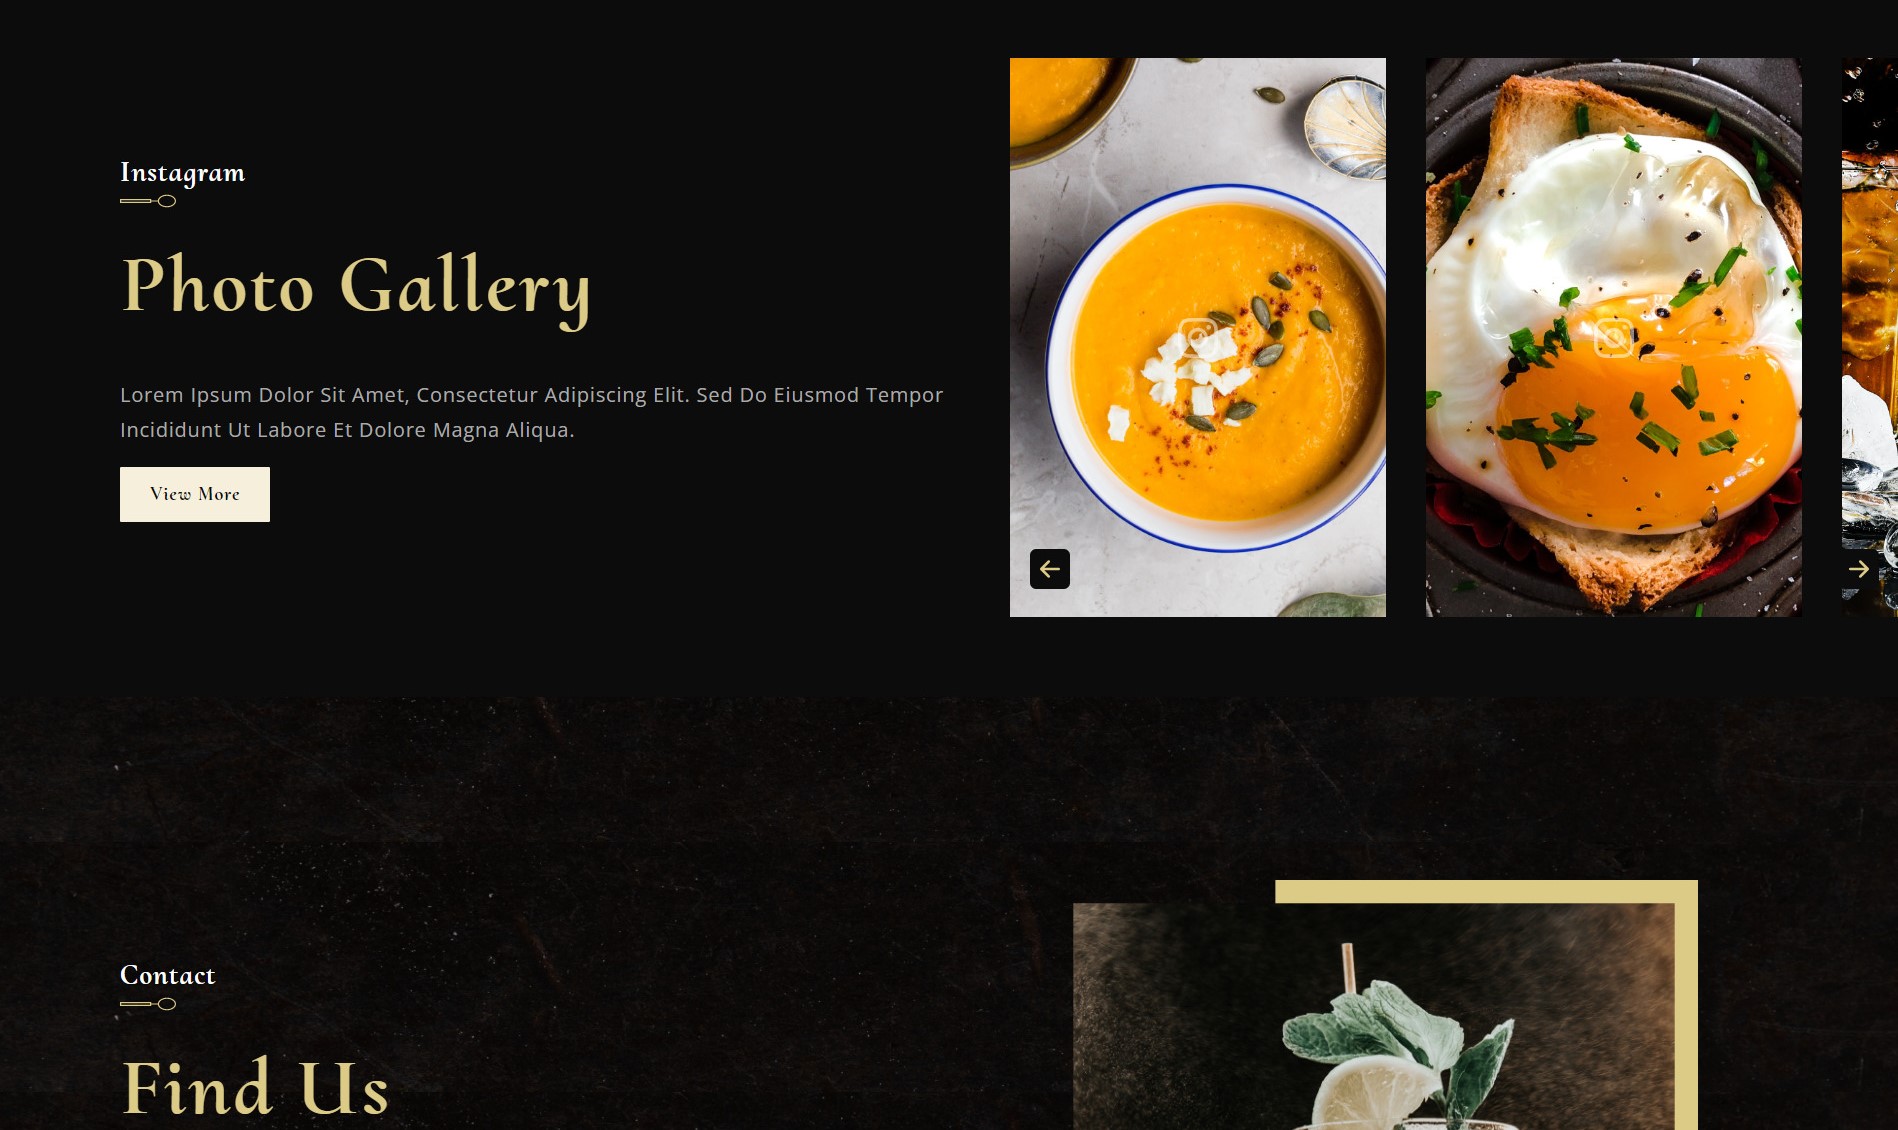 Instagram
Photo Gallery
Lorem Ipsum Dolor Sit Amet, Consectetur Adipiscing Elit. Sed Do Eiusmod Tempor
Incididunt Ut Labore Et Dolore Magna Aliqua.
View More
Contact
Find Us